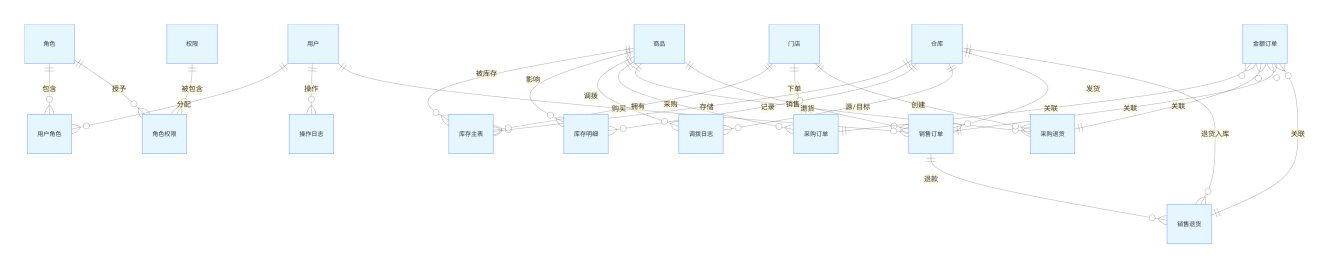 角色
权限
用户
商品
门店
仓库
金额订单
包含
授予
被包含
分配
操作
被库存
影响
调拨
购买
拥有
采购
存储
下单
销售
退货
记录
源/目标
创建
关联
发货
关联
关联
退货入库
关联
用户角色
角色权限
操作日志
库存主表
库存明细
调拨日志
采购订单
销售订单
采购退货
退款
销售退货